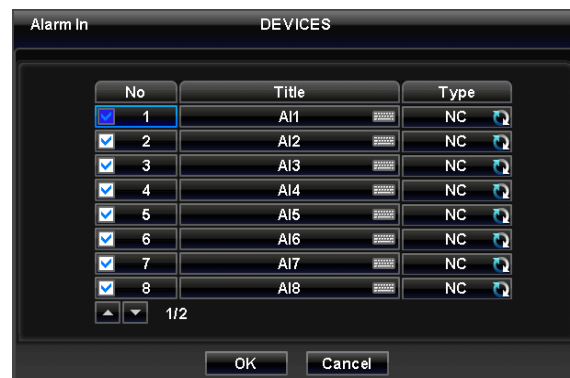 Alarm In DEVICES
No Title Type
1 AI1 NC
2 AI2 NC
3 AI3 NC
4 AI4 NC
5 AI5 NC
6 AI6 NC
7 AI7 NC
8 AI8 NC
1/2
OK Cancel